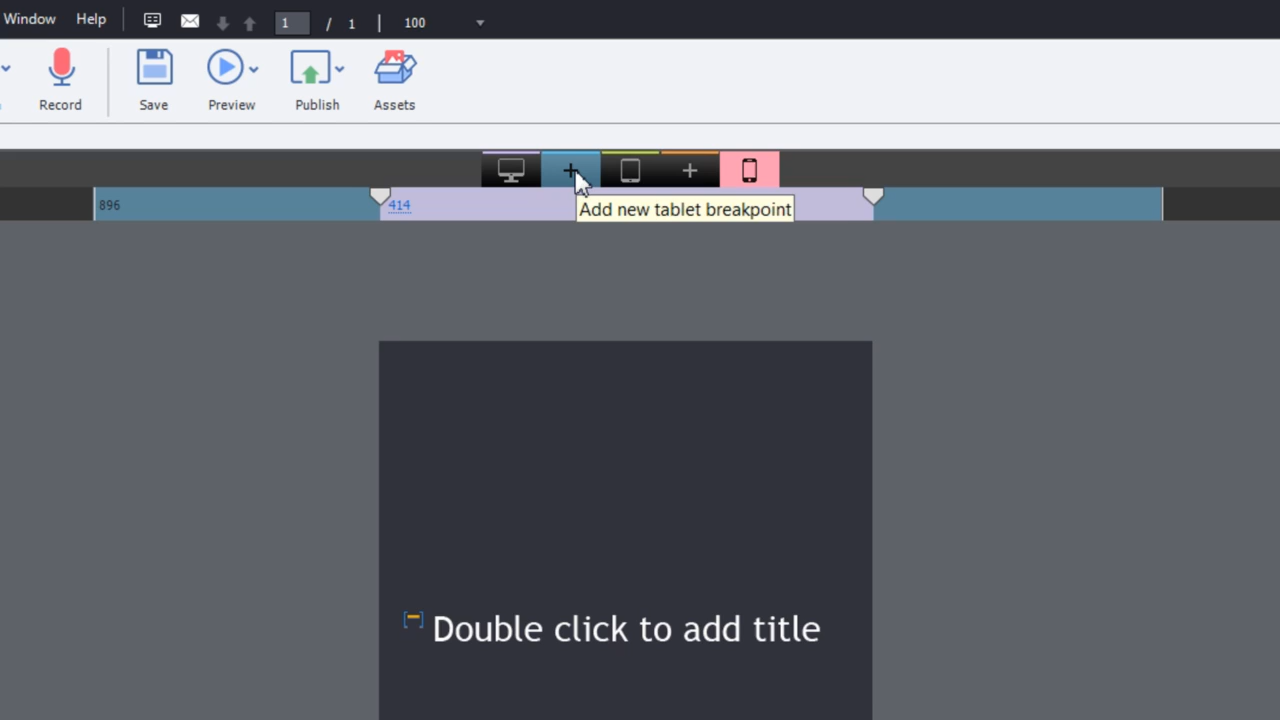 Window Help 1 / 1 | 100
Record Save Preview Publish Assets
896 414
Add new tablet breakpoint
Double click to add title